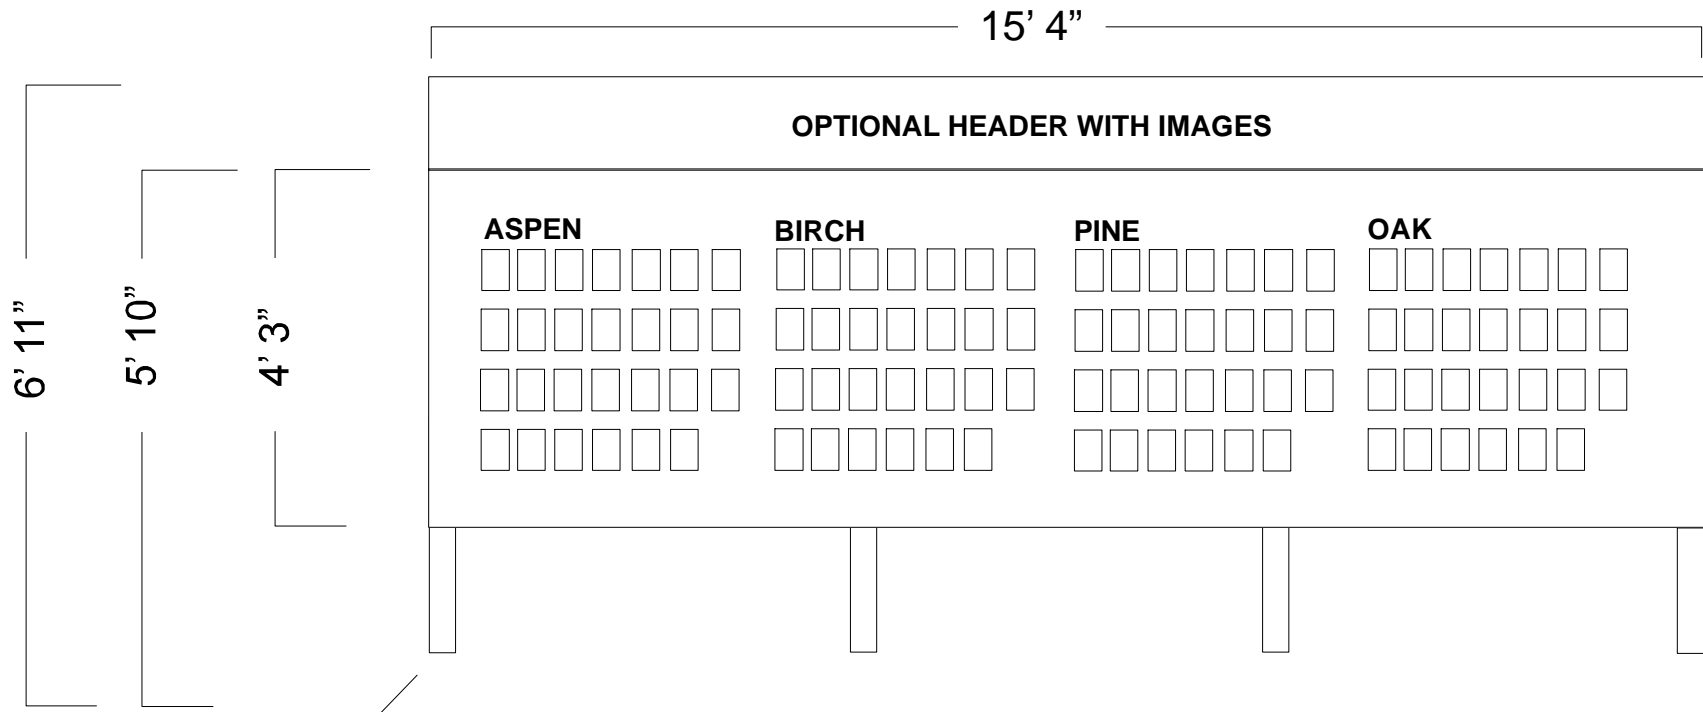 15’ 4”
OPTIONAL HEADER WITH IMAGES
ASPEN
BIRCH
PINE
OAK
6’ 11”
5’ 10”
4’ 3”